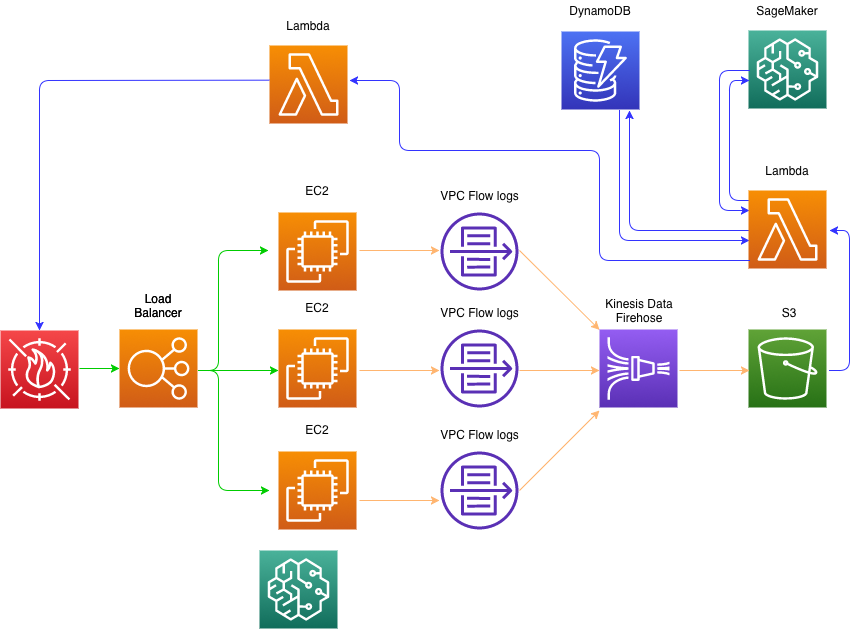 DynamoDB
SageMaker
Lambda
Lambda
EC2
VPC Flow logs
Load
Balancer
EC2
VPC Flow logs
Kinesis Data
Firehose
S3
EC2
VPC Flow logs